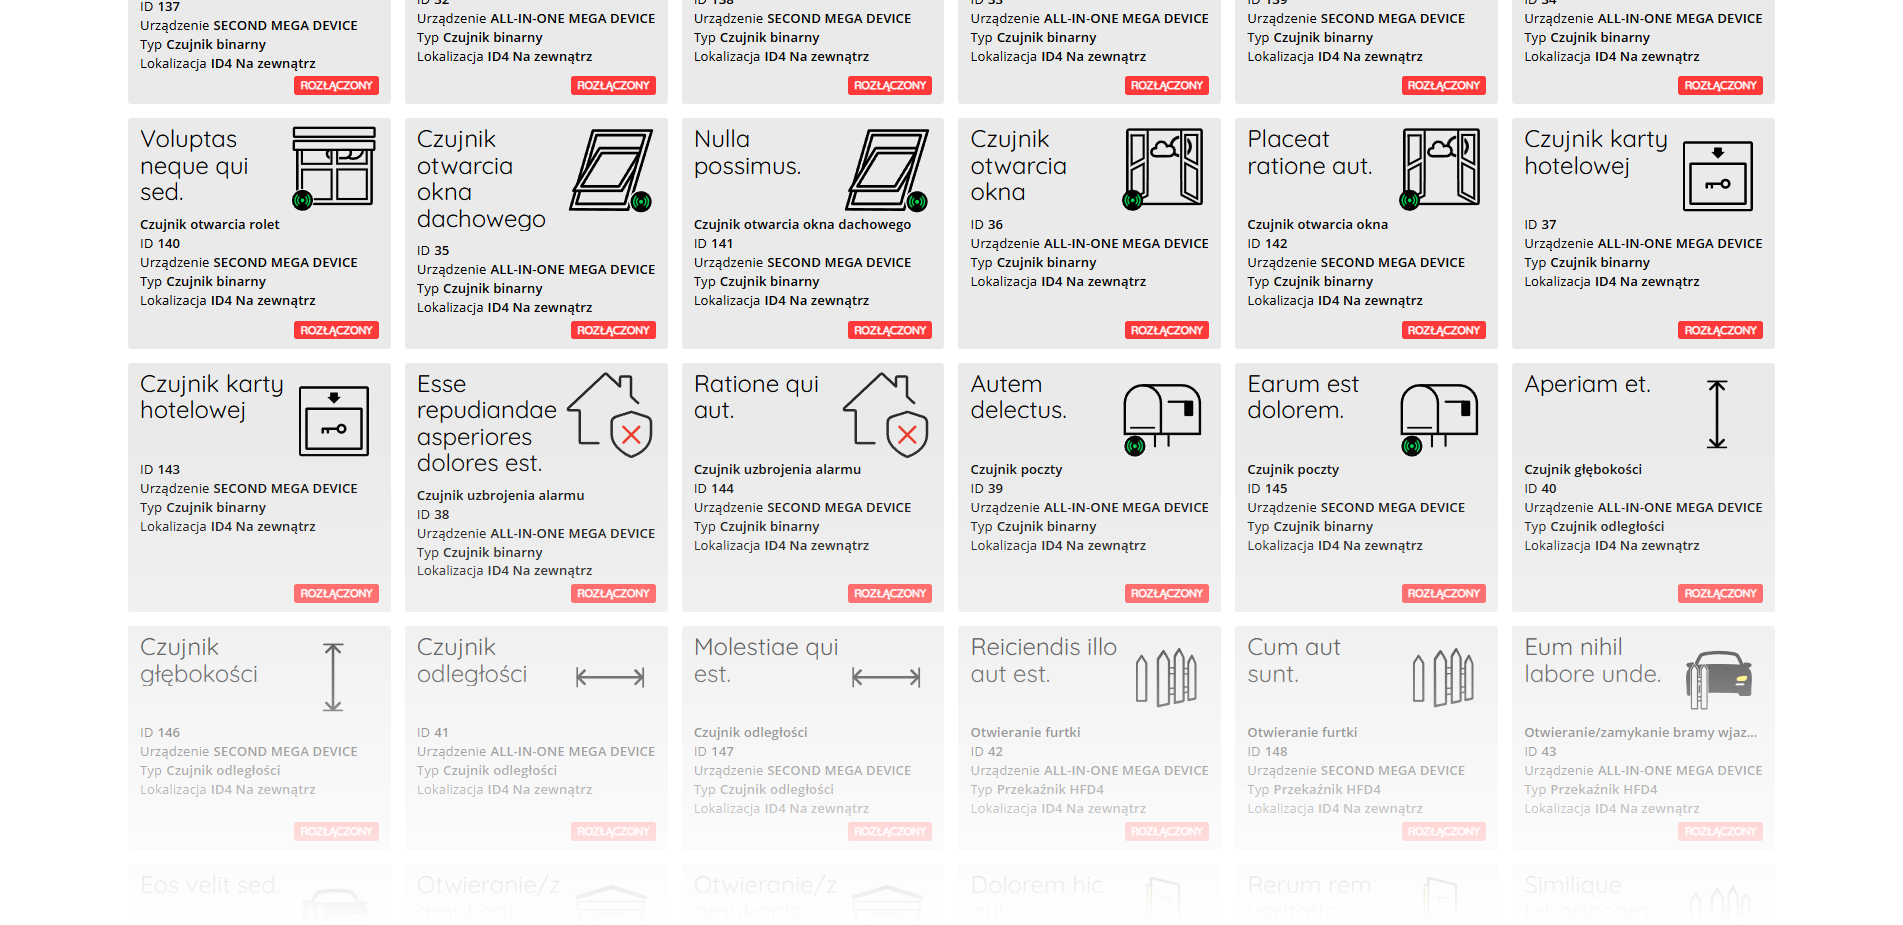 ID 137
Urządzenie SECOND MEGA DEVICE
Typ Czujnik binarny
Lokalizacja ID4 Na zewnątrz
ROZŁĄCZONY
ID 32
Urządzenie ALL-IN-ONE MEGA DEVICE
Typ Czujnik binarny
Lokalizacja ID4 Na zewnątrz
ROZŁĄCZONY
ID 138
Urządzenie SECOND MEGA DEVICE
Typ Czujnik binarny
Lokalizacja ID4 Na zewnątrz
ROZŁĄCZONY
ID 33
Urządzenie ALL-IN-ONE MEGA DEVICE
Typ Czujnik binarny
Lokalizacja ID4 Na zewnątrz
ROZŁĄCZONY
ID 139
Urządzenie SECOND MEGA DEVICE
Typ Czujnik binarny
Lokalizacja ID4 Na zewnątrz
ROZŁĄCZONY
ID 34
Urządzenie ALL-IN-ONE MEGA DEVICE
Typ Czujnik binarny
Lokalizacja ID4 Na zewnątrz
ROZŁĄCZONY
Voluptas
neque qui
sed.
Czujnik otwarcia rolet
ID 140
Urządzenie SECOND MEGA DEVICE
Typ Czujnik binarny
Lokalizacja ID4 Na zewnątrz
ROZŁĄCZONY
Czujnik
otwarcia
okna
dachowego
ID 35
Urządzenie ALL-IN-ONE MEGA DEVICE
Typ Czujnik binarny
Lokalizacja ID4 Na zewnątrz
ROZŁĄCZONY
Nulla
possimus.
Czujnik otwarcia okna dachowego
ID 141
Urządzenie SECOND MEGA DEVICE
Typ Czujnik binarny
Lokalizacja ID4 Na zewnątrz
ROZŁĄCZONY
Czujnik
otwarcia
okna
ID 36
Urządzenie ALL-IN-ONE MEGA DEVICE
Typ Czujnik binarny
Lokalizacja ID4 Na zewnątrz
ROZŁĄCZONY
Placeat
ratione aut.
Czujnik otwarcia okna
ID 142
Urządzenie SECOND MEGA DEVICE
Typ Czujnik binarny
Lokalizacja ID4 Na zewnątrz
ROZŁĄCZONY
Czujnik karty
hotelowej
ID 37
Urządzenie ALL-IN-ONE MEGA DEVICE
Typ Czujnik binarny
Lokalizacja ID4 Na zewnątrz
ROZŁĄCZONY
Czujnik karty
hotelowej
ID 143
Urządzenie SECOND MEGA DEVICE
Typ Czujnik binarny
Lokalizacja ID4 Na zewnątrz
ROZŁĄCZONY
Esse
repudiandae
asperiores
dolores est.
Czujnik uzbrojenia alarmu
ID 38
Urządzenie ALL-IN-ONE MEGA DEVICE
Typ Czujnik binarny
Lokalizacja ID4 Na zewnątrz
ROZŁĄCZONY
Ratione qui
aut.
Czujnik uzbrojenia alarmu
ID 144
Urządzenie SECOND MEGA DEVICE
Typ Czujnik binarny
Lokalizacja ID4 Na zewnątrz
ROZŁĄCZONY
Autem
delectus.
Czujnik poczty
ID 39
Urządzenie ALL-IN-ONE MEGA DEVICE
Typ Czujnik binarny
Lokalizacja ID4 Na zewnątrz
ROZŁĄCZONY
Earum est
dolorem.
Czujnik poczty
ID 145
Urządzenie SECOND MEGA DEVICE
Typ Czujnik binarny
Lokalizacja ID4 Na zewnątrz
ROZŁĄCZONY
Aperiam et.
Czujnik głębokości
ID 40
Urządzenie ALL-IN-ONE MEGA DEVICE
Typ Czujnik odległości
Lokalizacja ID4 Na zewnątrz
ROZŁĄCZONY
Czujnik
głębokości
ID 146
Urządzenie SECOND MEGA DEVICE
Typ Czujnik odległości
Lokalizacja ID4 Na zewnątrz
ROZŁĄCZONY
Czujnik
odległości
ID 41
Urządzenie ALL-IN-ONE MEGA DEVICE
Typ Czujnik odległości
Lokalizacja ID4 Na zewnątrz
ROZŁĄCZONY
Molestiae qui
est.
Czujnik odległości
ID 147
Urządzenie SECOND MEGA DEVICE
Typ Czujnik odległości
Lokalizacja ID4 Na zewnątrz
ROZŁĄCZONY
Reiciendis illo
aut est.
Otwieranie furtki
ID 42
Urządzenie ALL-IN-ONE MEGA DEVICE
Typ Przekaźnik HFD4
Lokalizacja ID4 Na zewnątrz
ROZŁĄCZONY
Cum aut
sunt.
Otwieranie furtki
ID 148
Urządzenie SECOND MEGA DEVICE
Typ Przekaźnik HFD4
Lokalizacja ID4 Na zewnątrz
ROZŁĄCZONY
Eum nihil
labore unde.
Otwieranie/zamykanie bramy wjaz...
ID 43
Urządzenie ALL-IN-ONE MEGA DEVICE
Typ Przekaźnik HFD4
Lokalizacja ID4 Na zewnątrz
ROZŁĄCZONY
Eos velit sed.
Otwieranie/z
amykanie
Otwieranie/z
amykanie
Dolorem hic
qui
Rerum rem
veritatis
Similique